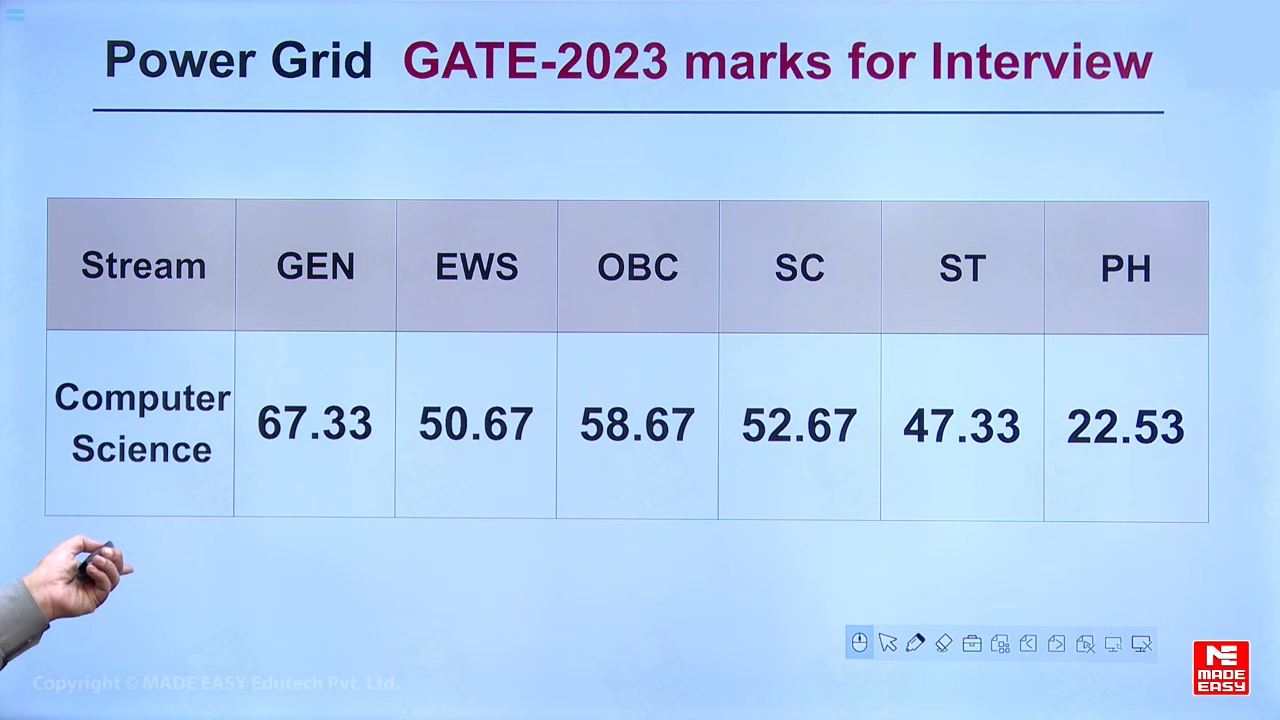 Power Grid GATE-2023 marks for Interview
Stream GEN EWS OBC SC ST PH
Computer
Science
67.33 50.67 58.67 52.67 47.33 22.53
Copyright © MADE EASY Edutech Pvt. Ltd.
ME
MADE
EASY